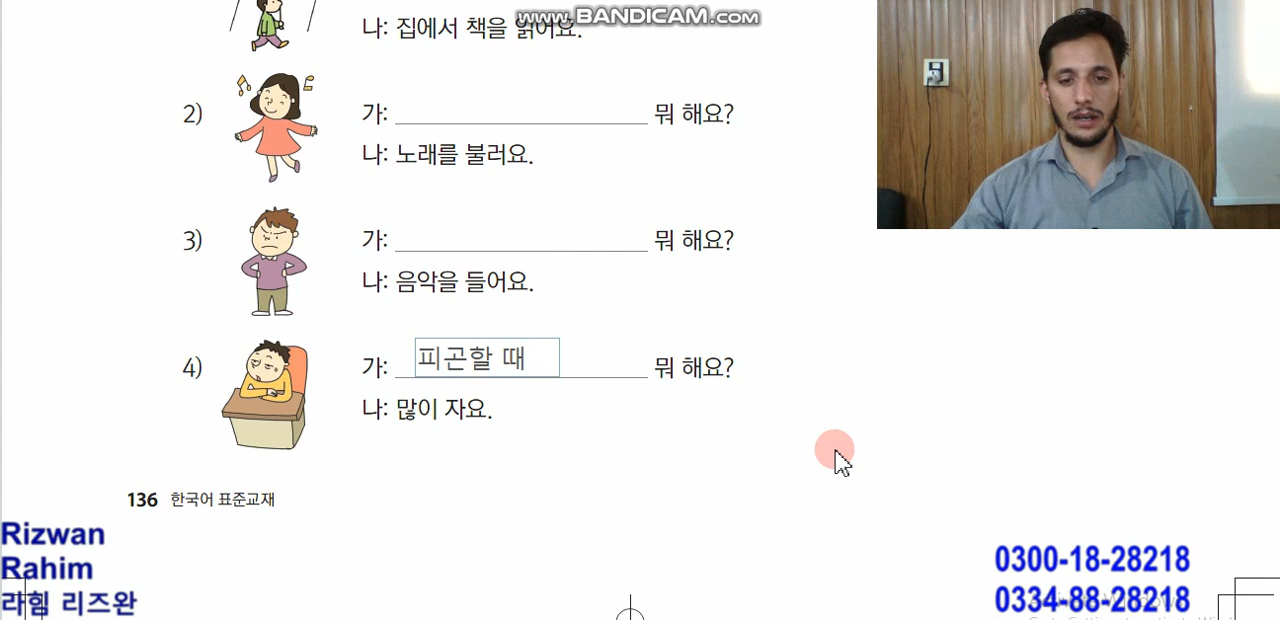 www.BANDICAM.com
나: 집에서 책을 읽어요.
2) 가: ______________ 뭐 해요?
나: 노래를 불러요.
3) 가: ______________ 뭐 해요?
나: 음악을 들어요.
4) 가: 피곤할 때 뭐 해요?
나: 많이 자요.
136 한국어 표준교재
Rizwan
Rahim
라힘 리즈완
0300-18-28218
0334-88-28218